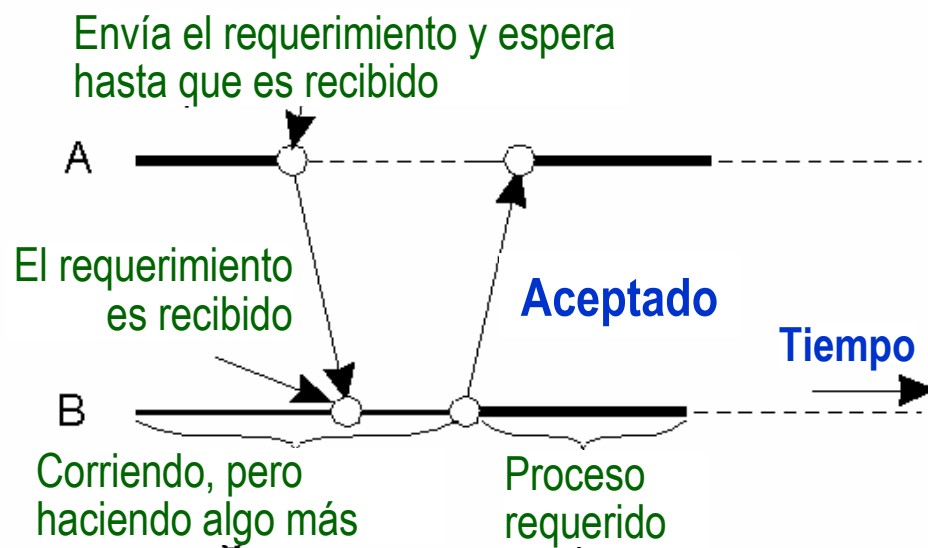 Envía el requerimiento y espera
hasta que es recibido
A
El requerimiento
es recibido
Aceptado
Tiempo
B
Corriendo, pero
haciendo algo más
Proceso
requerido